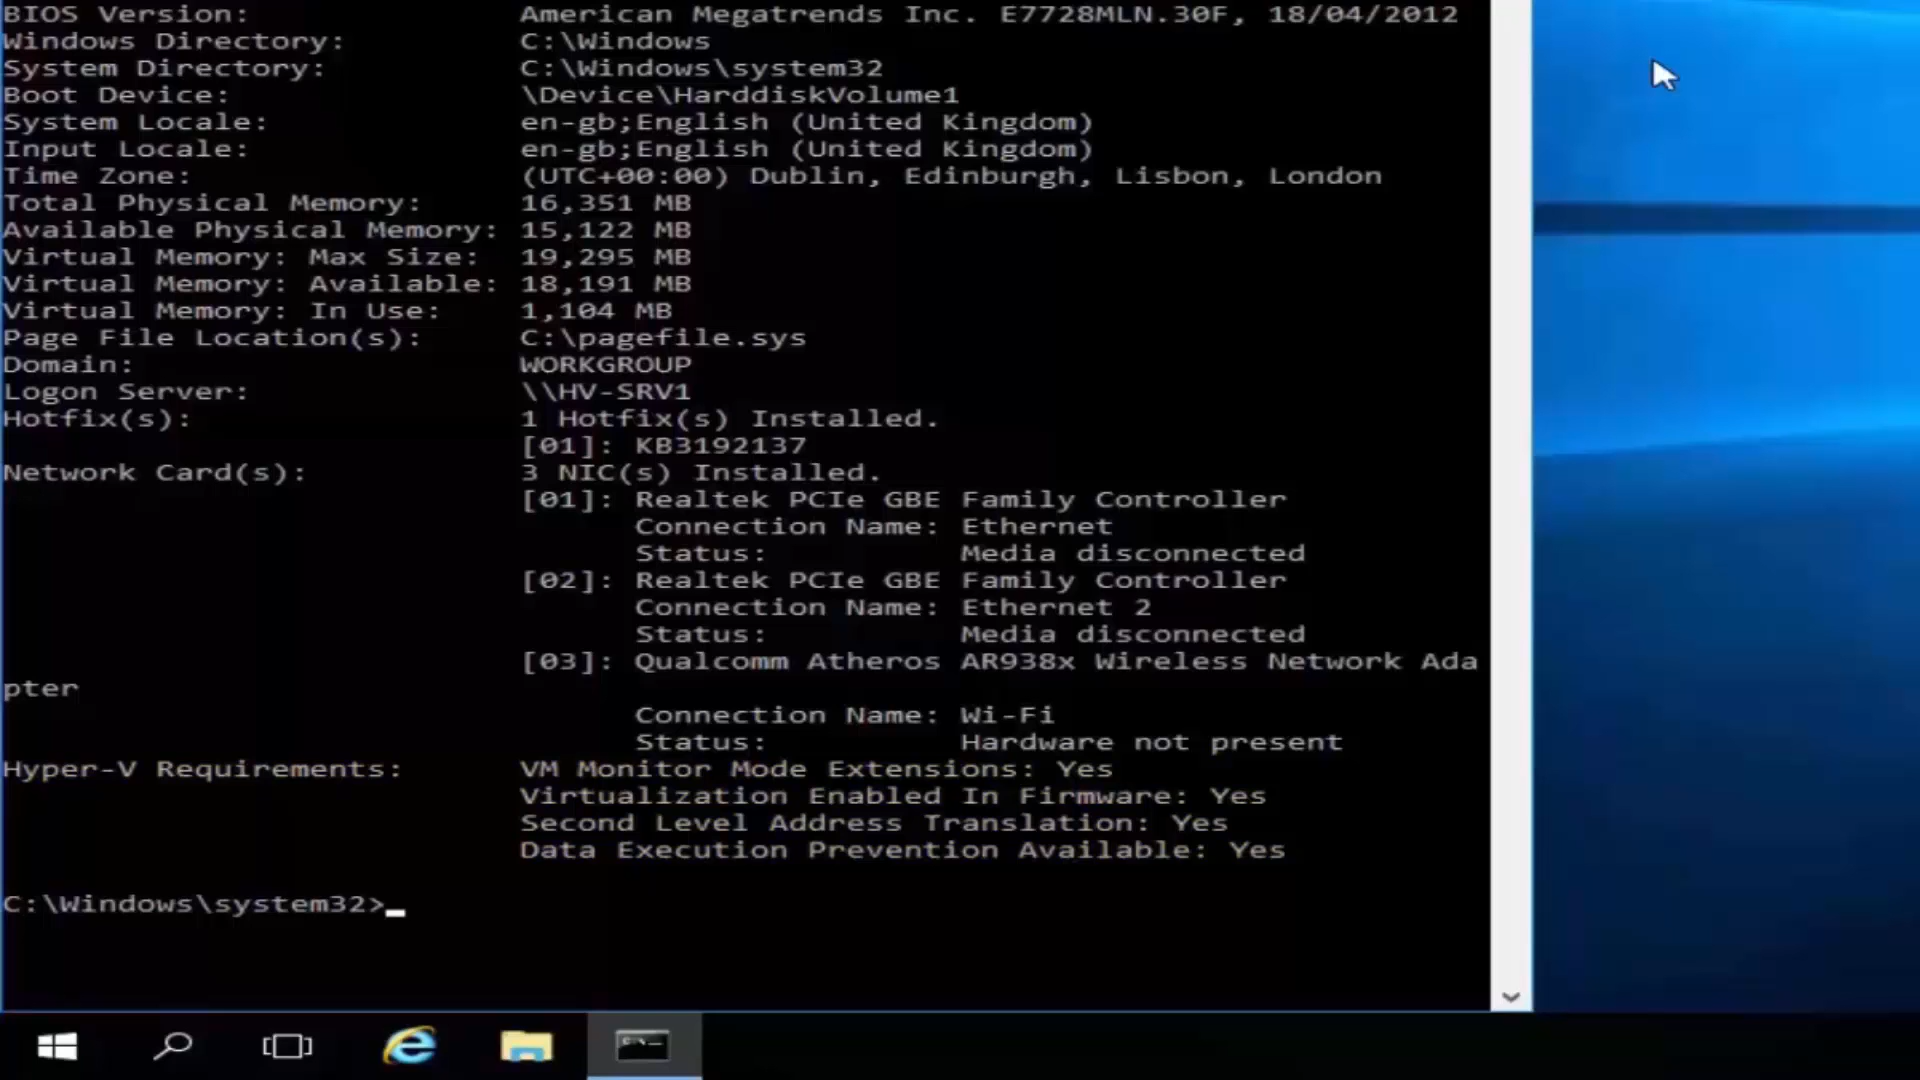 BIOS Version: American Megatrends Inc. E7728MLN.30F, 18/04/2012
Windows Directory: C:\Windows
System Directory: C:\Windows\system32
Boot Device: \Device\HarddiskVolume1
System Locale: en-gb;English (United Kingdom)
Input Locale: en-gb;English (United Kingdom)
Time Zone: (UTC+00:00) Dublin, Edinburgh, Lisbon, London
Total Physical Memory: 16,351 MB
Available Physical Memory: 15,122 MB
Virtual Memory: Max Size: 19,295 MB
Virtual Memory: Available: 18,191 MB
Virtual Memory: In Use: 1,104 MB
Page File Location(s): C:\pagefile.sys
Domain: WORKGROUP
Logon Server: \\HV-SRV1
Hotfix(s): 1 Hotfix(s) Installed.
[01]: KB3192137
Network Card(s): 3 NIC(s) Installed.
[01]: Realtek PCIe GBE Family Controller
Connection Name: Ethernet
Status: Media disconnected
[02]: Realtek PCIe GBE Family Controller
Connection Name: Ethernet 2
Status: Media disconnected
[03]: Qualcomm Atheros AR938x Wireless Network Ada
pter
Connection Name: Wi-Fi
Status: Hardware not present
Hyper-V Requirements: VM Monitor Mode Extensions: Yes
Virtualization Enabled In Firmware: Yes
Second Level Address Translation: Yes
Data Execution Prevention Available: Yes
C:\Windows\system32>